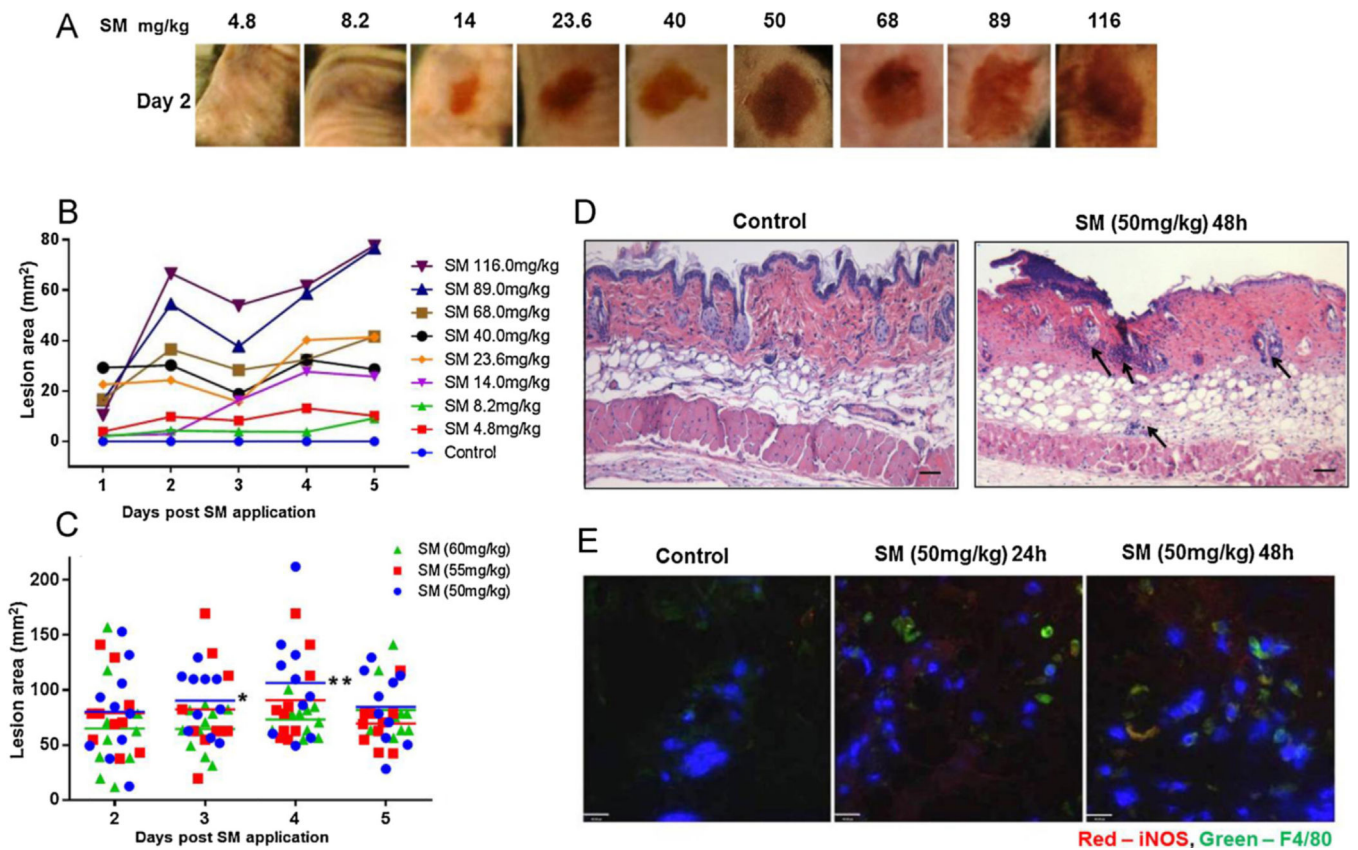 A SM mg/kg 4.8 8.2 14 23.6 40 50 68 89 116
Day 2
B
80
60
40
20
0
Lesion area (mm²)
1 2 3 4 5
Days post SM application
SM 116.0mg/kg
SM 89.0mg/kg
SM 68.0mg/kg
SM 40.0mg/kg
SM 23.6mg/kg
SM 14.0mg/kg
SM 8.2mg/kg
SM 4.8mg/kg
Control
C
SM (60mg/kg)
SM (55mg/kg)
SM (50mg/kg)
200
150
100
50
0
Lesion area (mm²)
*
**
2 3 4 5
Days post SM application
D
Control SM (50mg/kg) 48h
E
Control SM (50mg/kg) 24h SM (50mg/kg) 48h
Red – iNOS, Green – F4/80